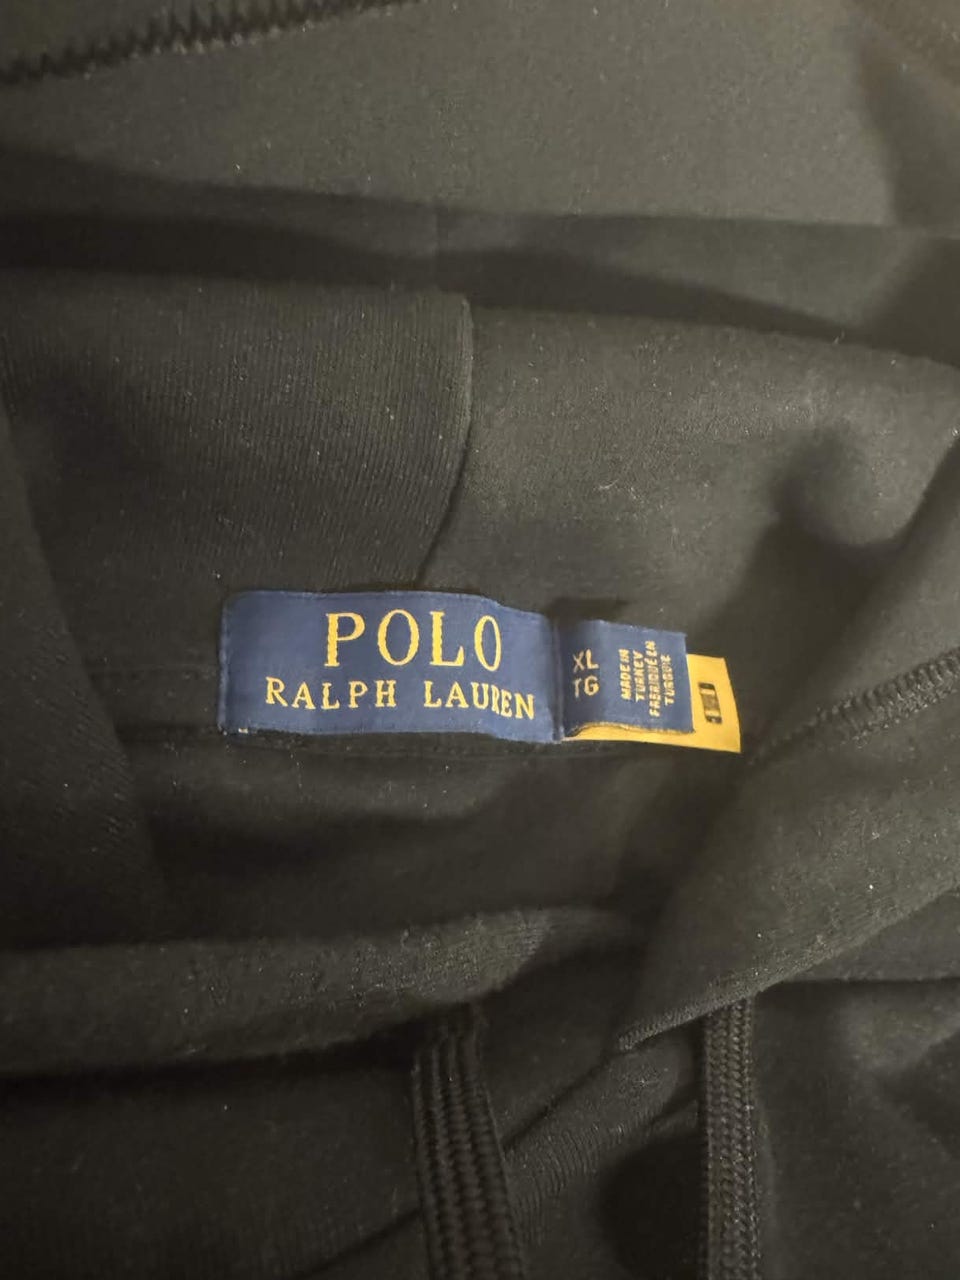 POLO
RALPH LAUREN
XL
TG
MADE IN
TURKEY
FABRIQUÉ EN
TURQUIE